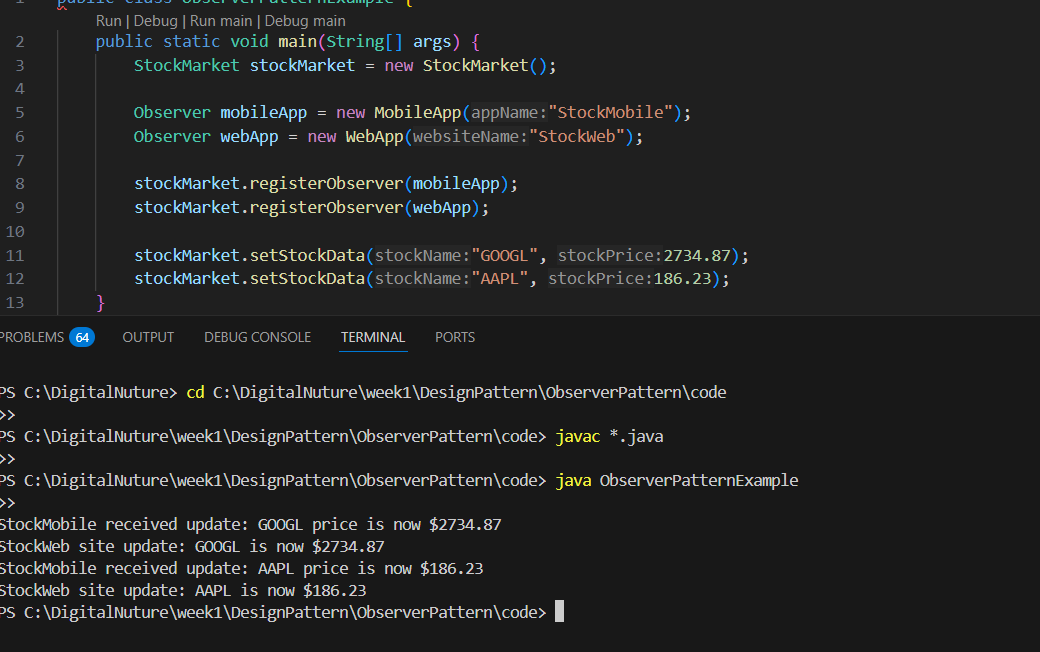 1 public class ObserverPatternExample {
Run | Debug | Run main | Debug main
2 public static void main(String[] args) {
3 StockMarket stockMarket = new StockMarket();
4
5 Observer mobileApp = new MobileApp(appName:"StockMobile");
6 Observer webApp = new WebApp(websiteName:"StockWeb");
7
8 stockMarket.registerObserver(mobileApp);
9 stockMarket.registerObserver(webApp);
10
11 stockMarket.setStockData(stockName:"GOOGL", stockPrice:2734.87);
12 stockMarket.setStockData(stockName:"AAPL", stockPrice:186.23);
13 }
PROBLEMS 64 OUTPUT DEBUG CONSOLE TERMINAL PORTS
PS C:\DigitalNuture> cd C:\DigitalNuture\week1\DesignPattern\ObserverPattern\code
>>
PS C:\DigitalNuture\week1\DesignPattern\ObserverPattern\code> javac *.java
>>
PS C:\DigitalNuture\week1\DesignPattern\ObserverPattern\code> java ObserverPatternExample
>>
StockMobile received update: GOOGL price is now $2734.87
StockWeb site update: GOOGL is now $2734.87
StockMobile received update: AAPL price is now $186.23
StockWeb site update: AAPL is now $186.23
PS C:\DigitalNuture\week1\DesignPattern\ObserverPattern\code>